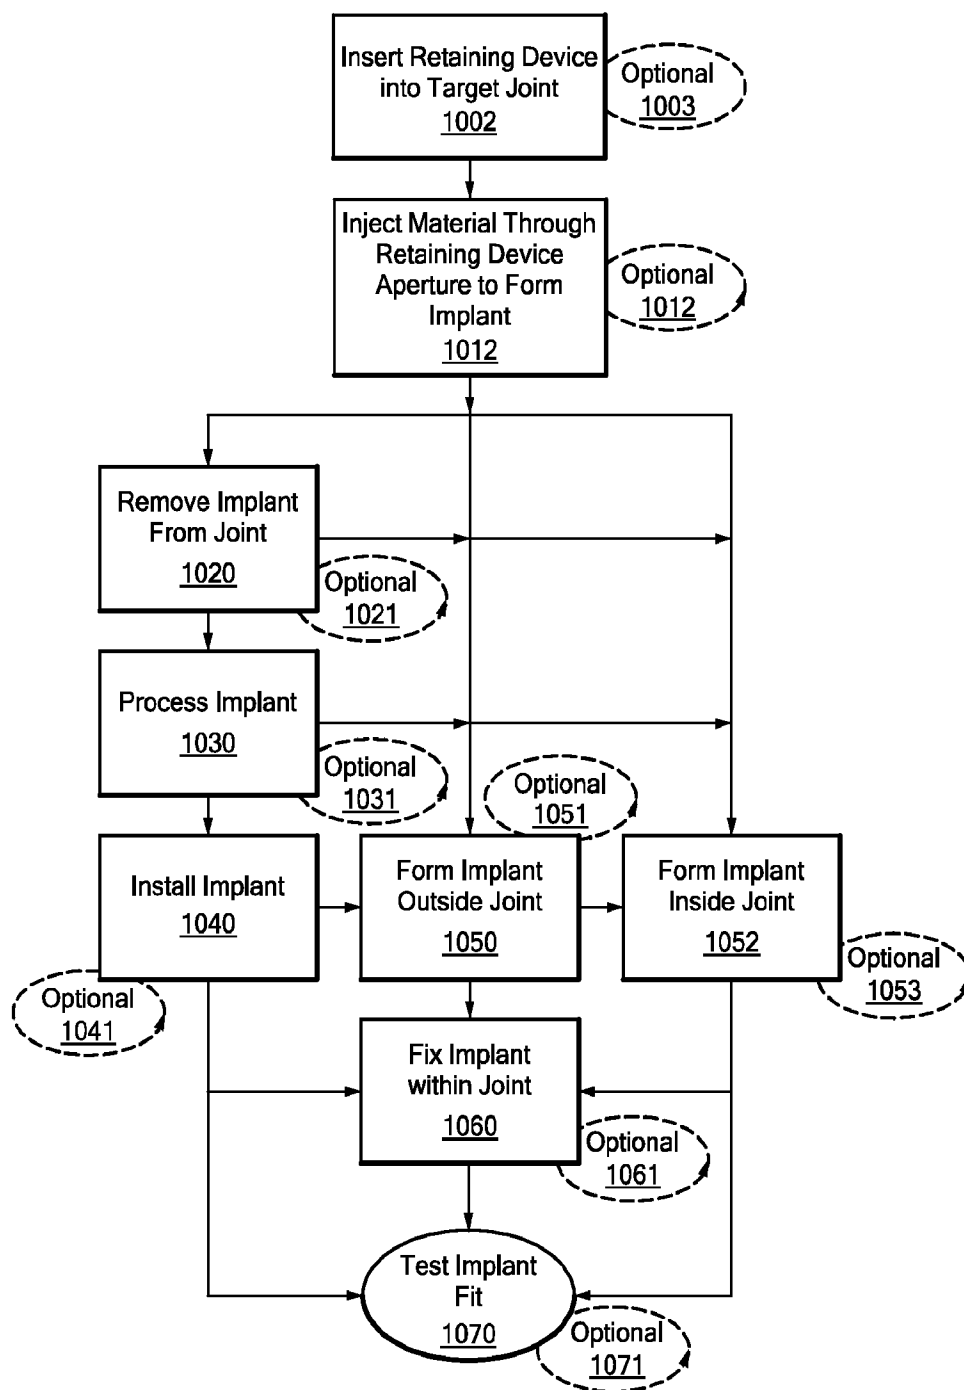 Insert Retaining Device
into Target Joint
1002
Optional
1003
Inject Material Through
Retaining Device
Aperture to Form
Implant
1012
Optional
1012
Remove Implant
From Joint
1020
Optional
1021
Process Implant
1030
Optional
1031
Optional
1051
Install Implant
1040
Optional
1041
Form Implant
Outside Joint
1050
Form Implant
Inside Joint
1052
Optional
1053
Fix Implant
within Joint
1060
Optional
1061
Test Implant
Fit
1070
Optional
1071